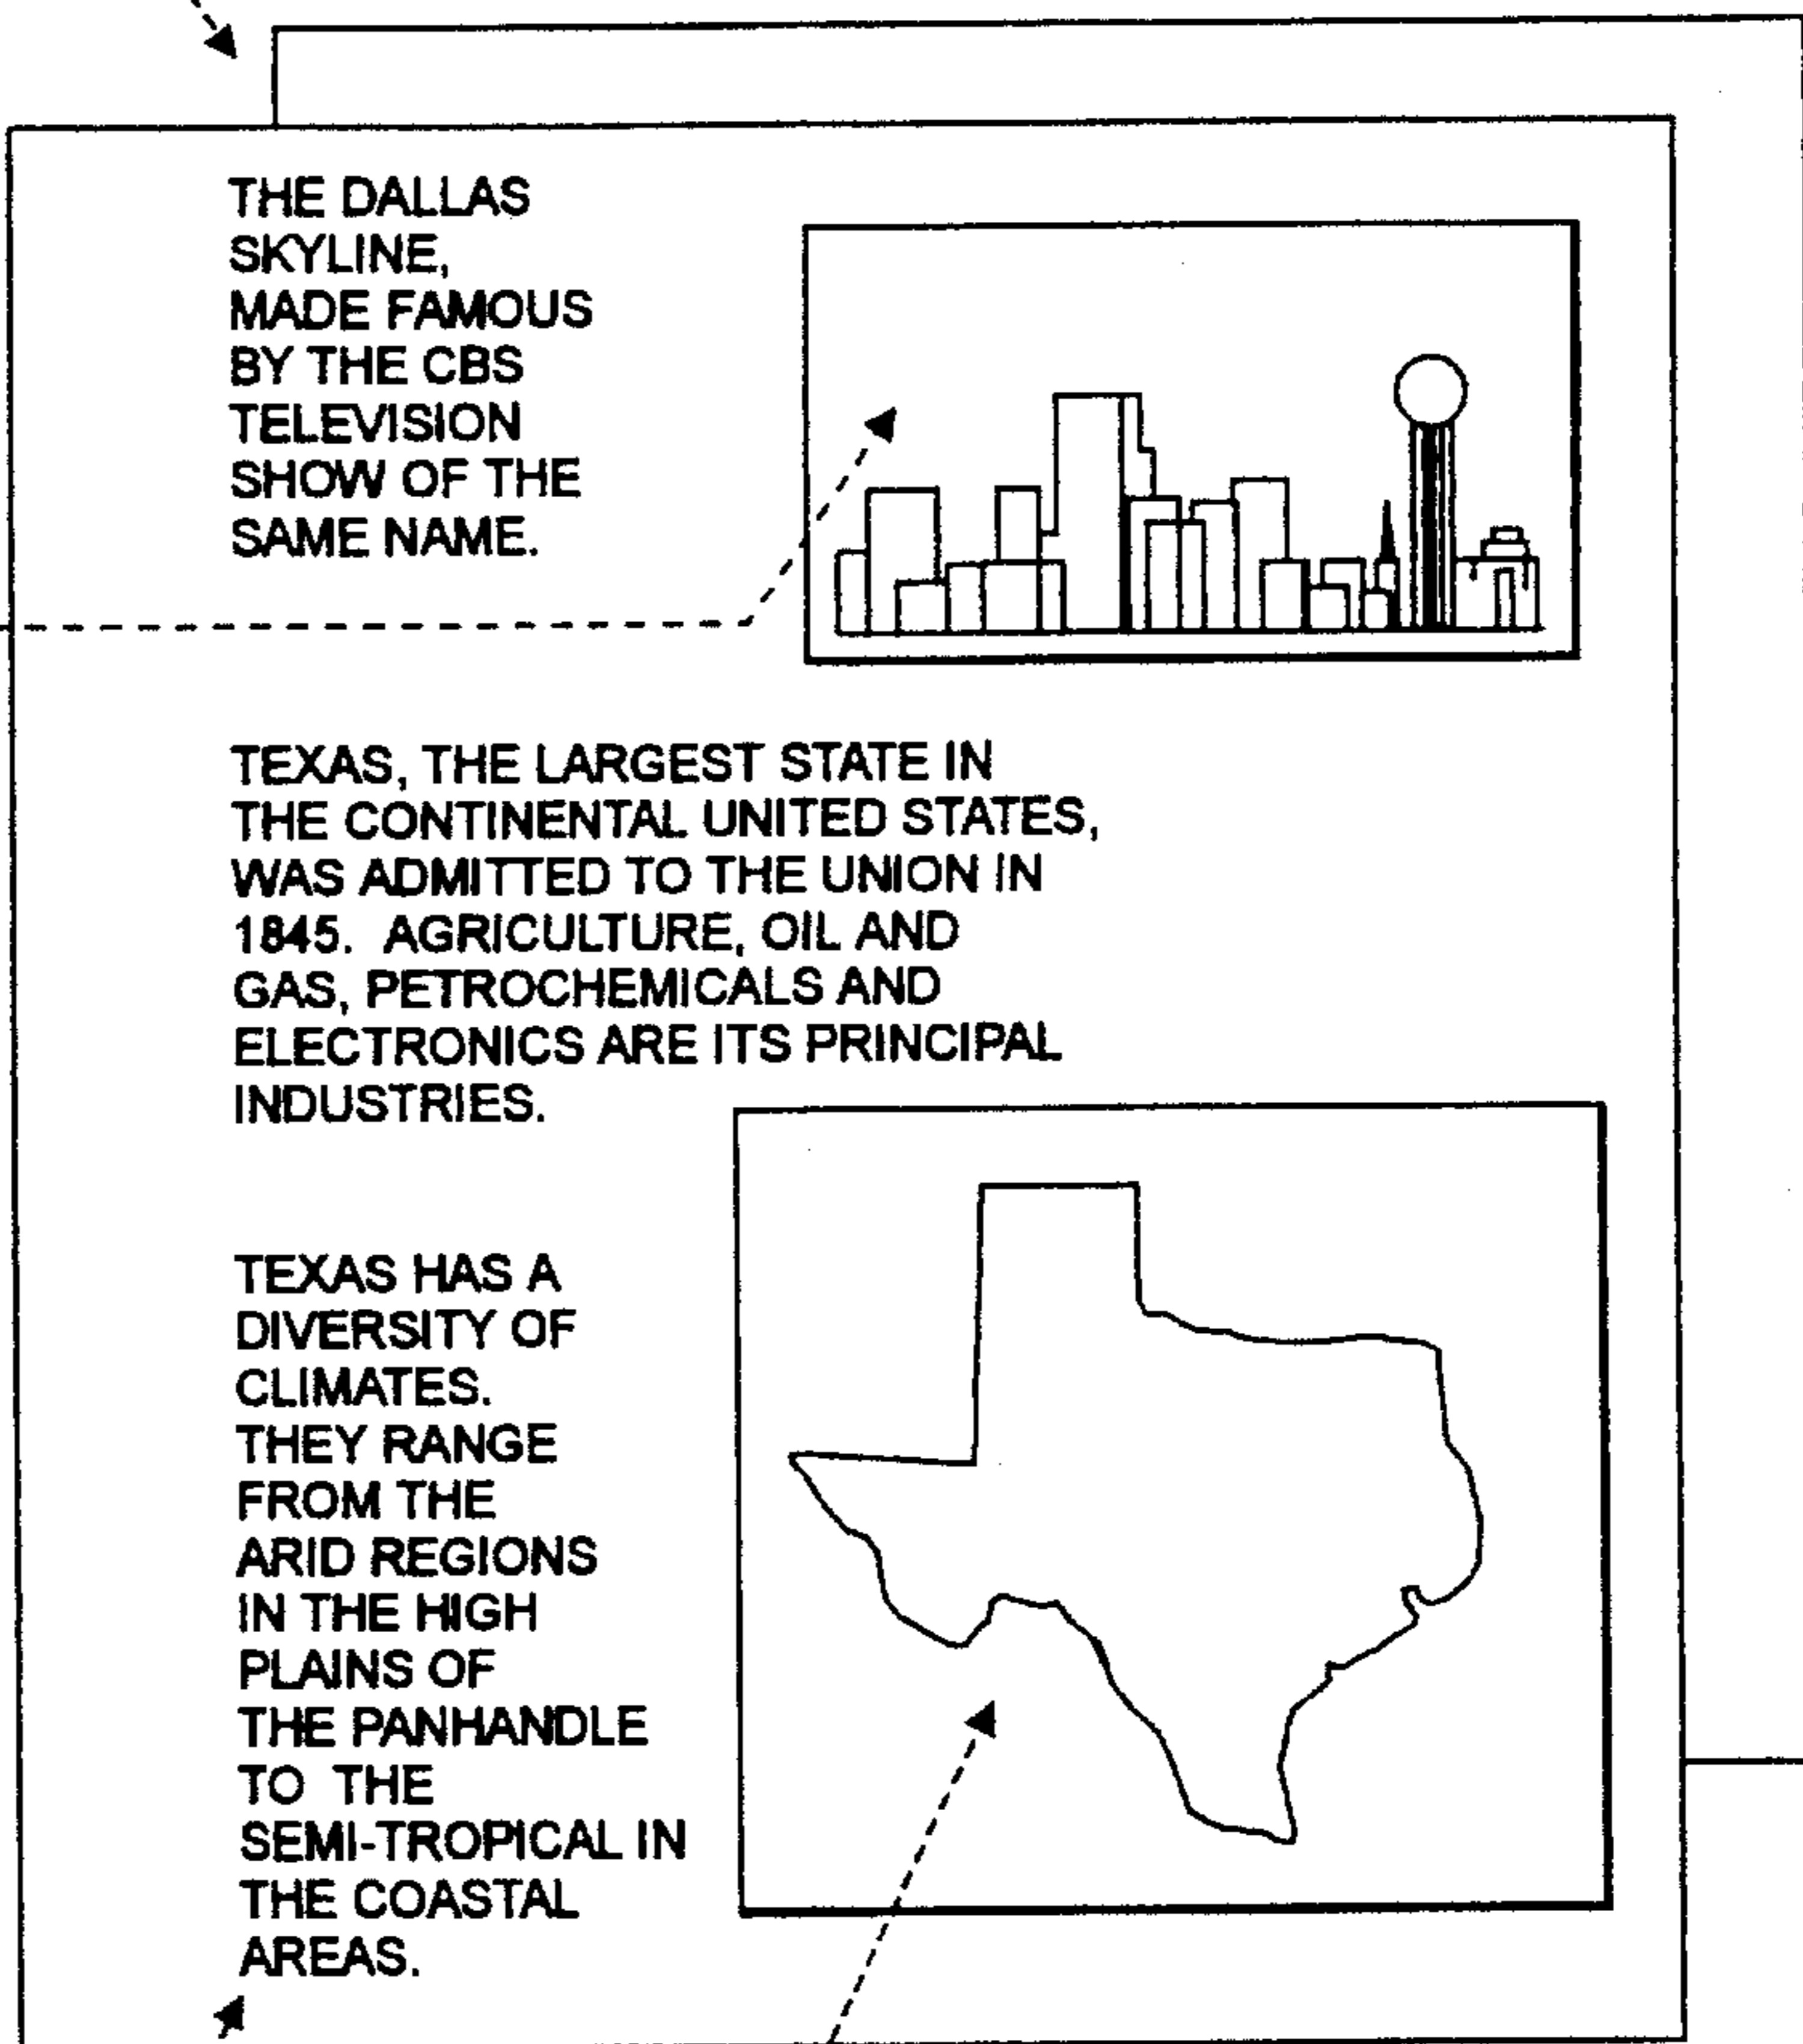 THE DALLAS
SKYLINE,
MADE FAMOUS
BY THE CBS
TELEVISION
SHOW OF THE
SAME NAME.
TEXAS, THE LARGEST STATE IN
THE CONTINENTAL UNITED STATES,
WAS ADMITTED TO THE UNION IN
1845. AGRICULTURE, OIL AND
GAS, PETROCHEMICALS AND
ELECTRONICS ARE ITS PRINCIPAL
INDUSTRIES.
TEXAS HAS A
DIVERSITY OF
CLIMATES.
THEY RANGE
FROM THE
ARID REGIONS
IN THE HIGH
PLAINS OF
THE PANHANDLE
TO THE
SEMI-TROPICAL IN
THE COASTAL
AREAS.